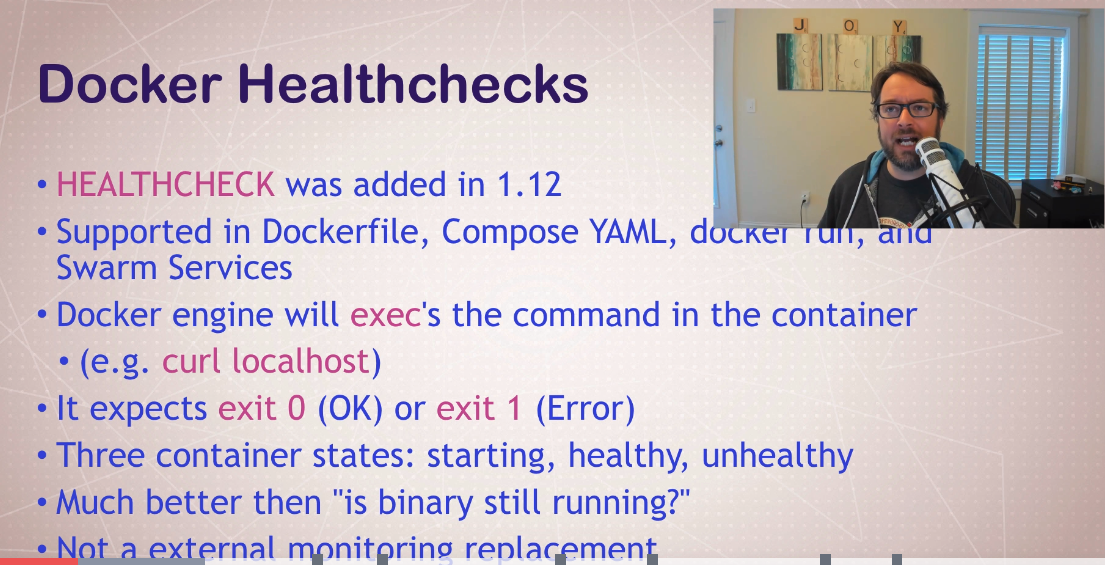 J O Y
Docker Healthchecks
• HEALTHCHECK was added in 1.12
• Supported in Dockerfile, Compose YAML, docker run, and
Swarm Services
• Docker engine will exec's the command in the container
• (e.g. curl localhost)
• It expects exit 0 (OK) or exit 1 (Error)
• Three container states: starting, healthy, unhealthy
• Much better then "is binary still running?"
• Not a external monitoring replacement